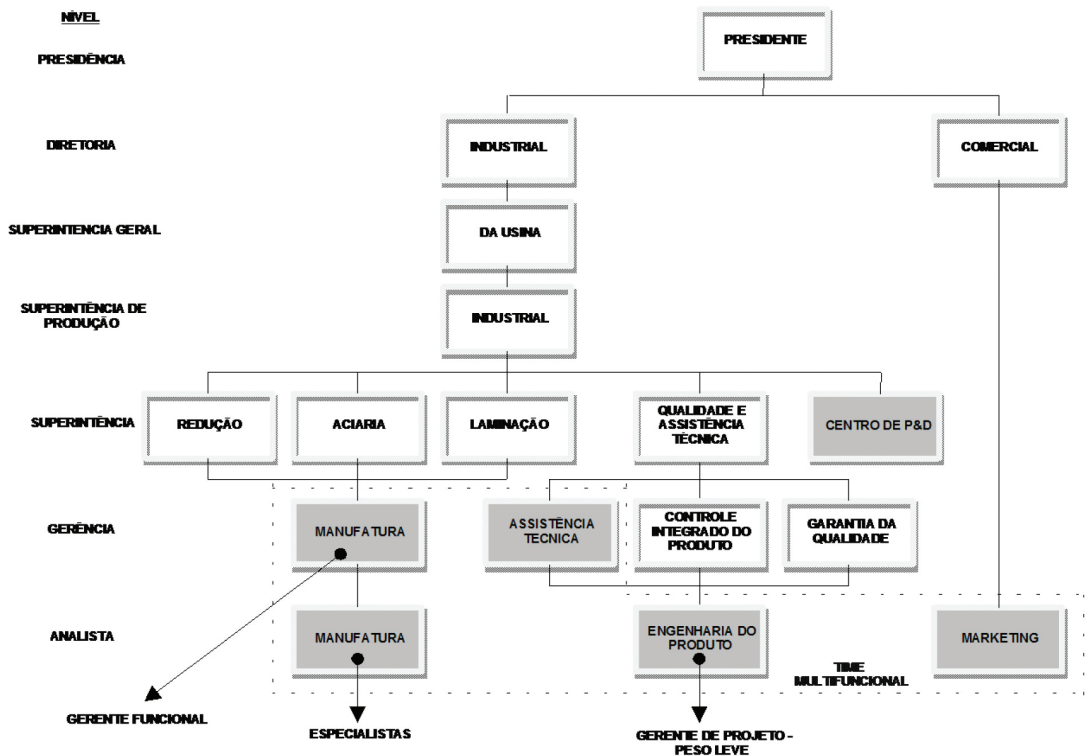 NÍVEL
PRESIDÊNCIA
PRESIDENTE
DIRETORIA
INDUSTRIAL
COMERCIAL
SUPERINTENCIA GERAL
DA USINA
SUPERINTÊNCIA DE
PRODUÇÃO
INDUSTRIAL
SUPERINTÊNCIA
REDUÇÃO
ACIARIA
LAMINAÇÃO
QUALIDADE E
ASSISTÊNCIA
TÉCNICA
CENTRO DE P&D
GERÊNCIA
MANUFATURA
ASSISTÊNCIA
TECNICA
CONTROLE
INTEGRADO DO
PRODUTO
GARANTIA DA
QUALIDADE
ANALISTA
MANUFATURA
ENGENHARIA DO
PRODUTO
MARKETING
TIME
MULTIFUNCIONAL
GERENTE FUNCIONAL
ESPECIALISTAS
GERENTE DE PROJETO -
PESO LEVE